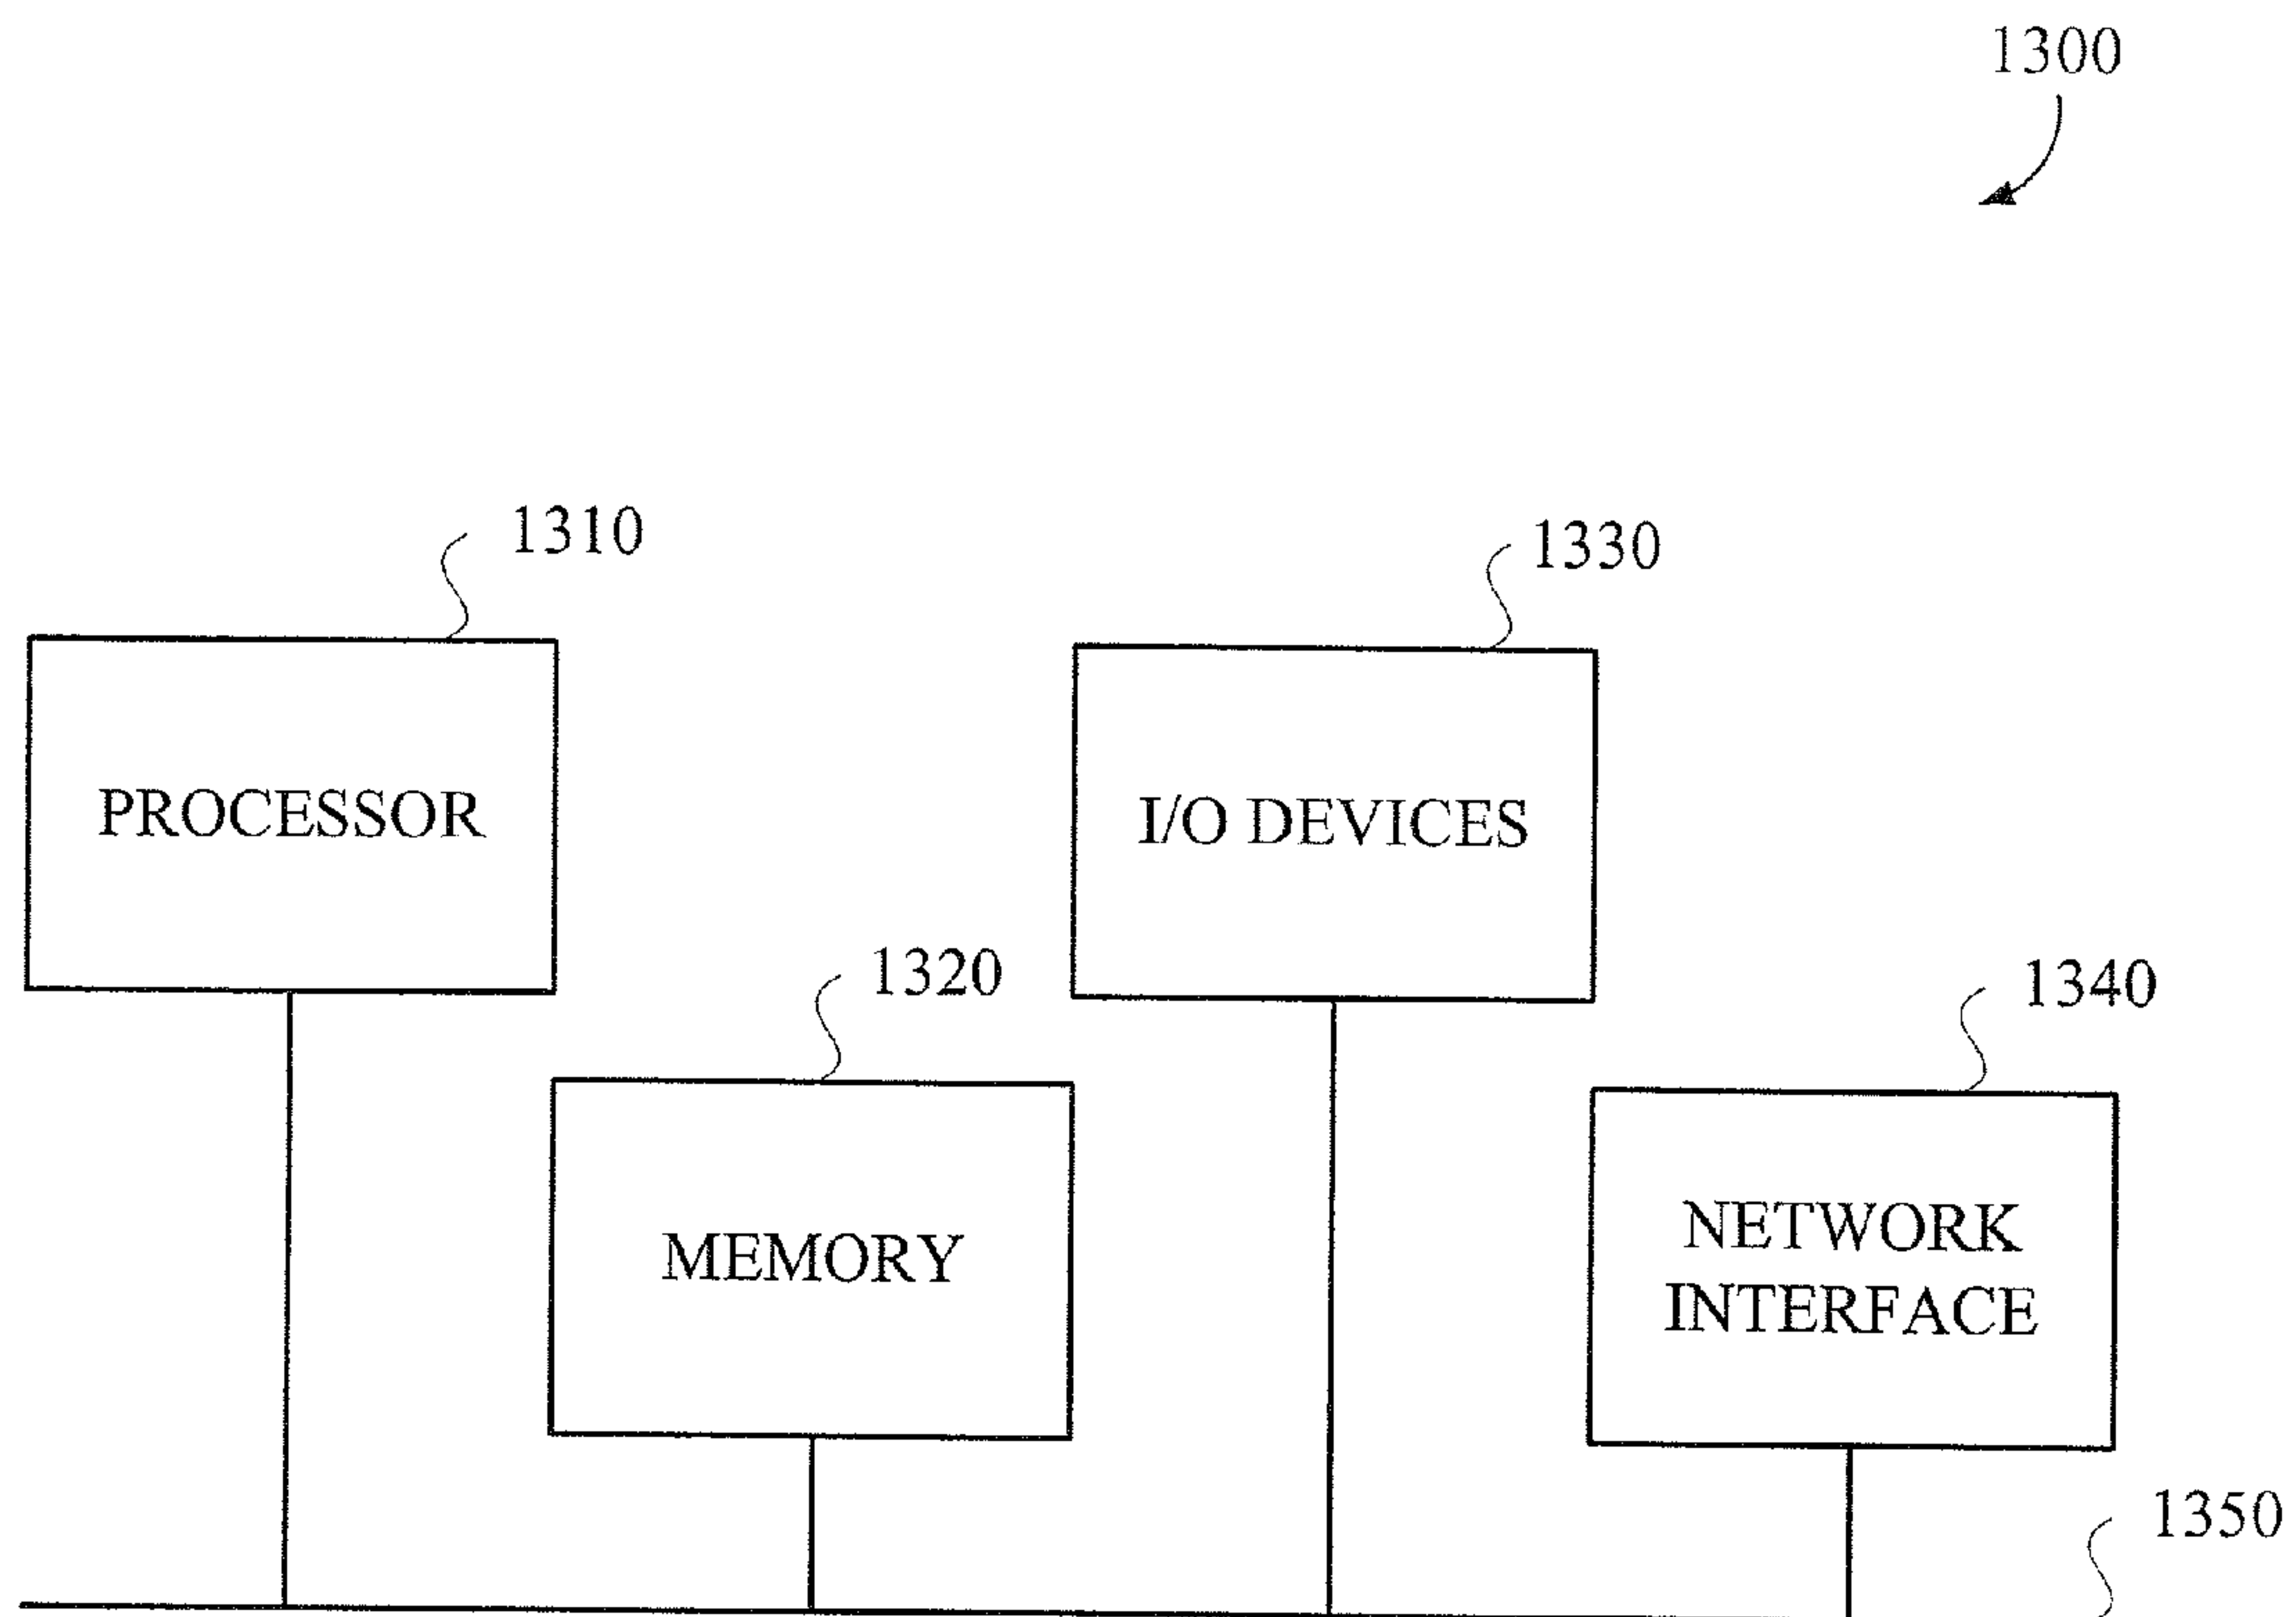 1300
1310
1330
PROCESSOR
I/O DEVICES
1320
1340
MEMORY
NETWORK
INTERFACE
1350